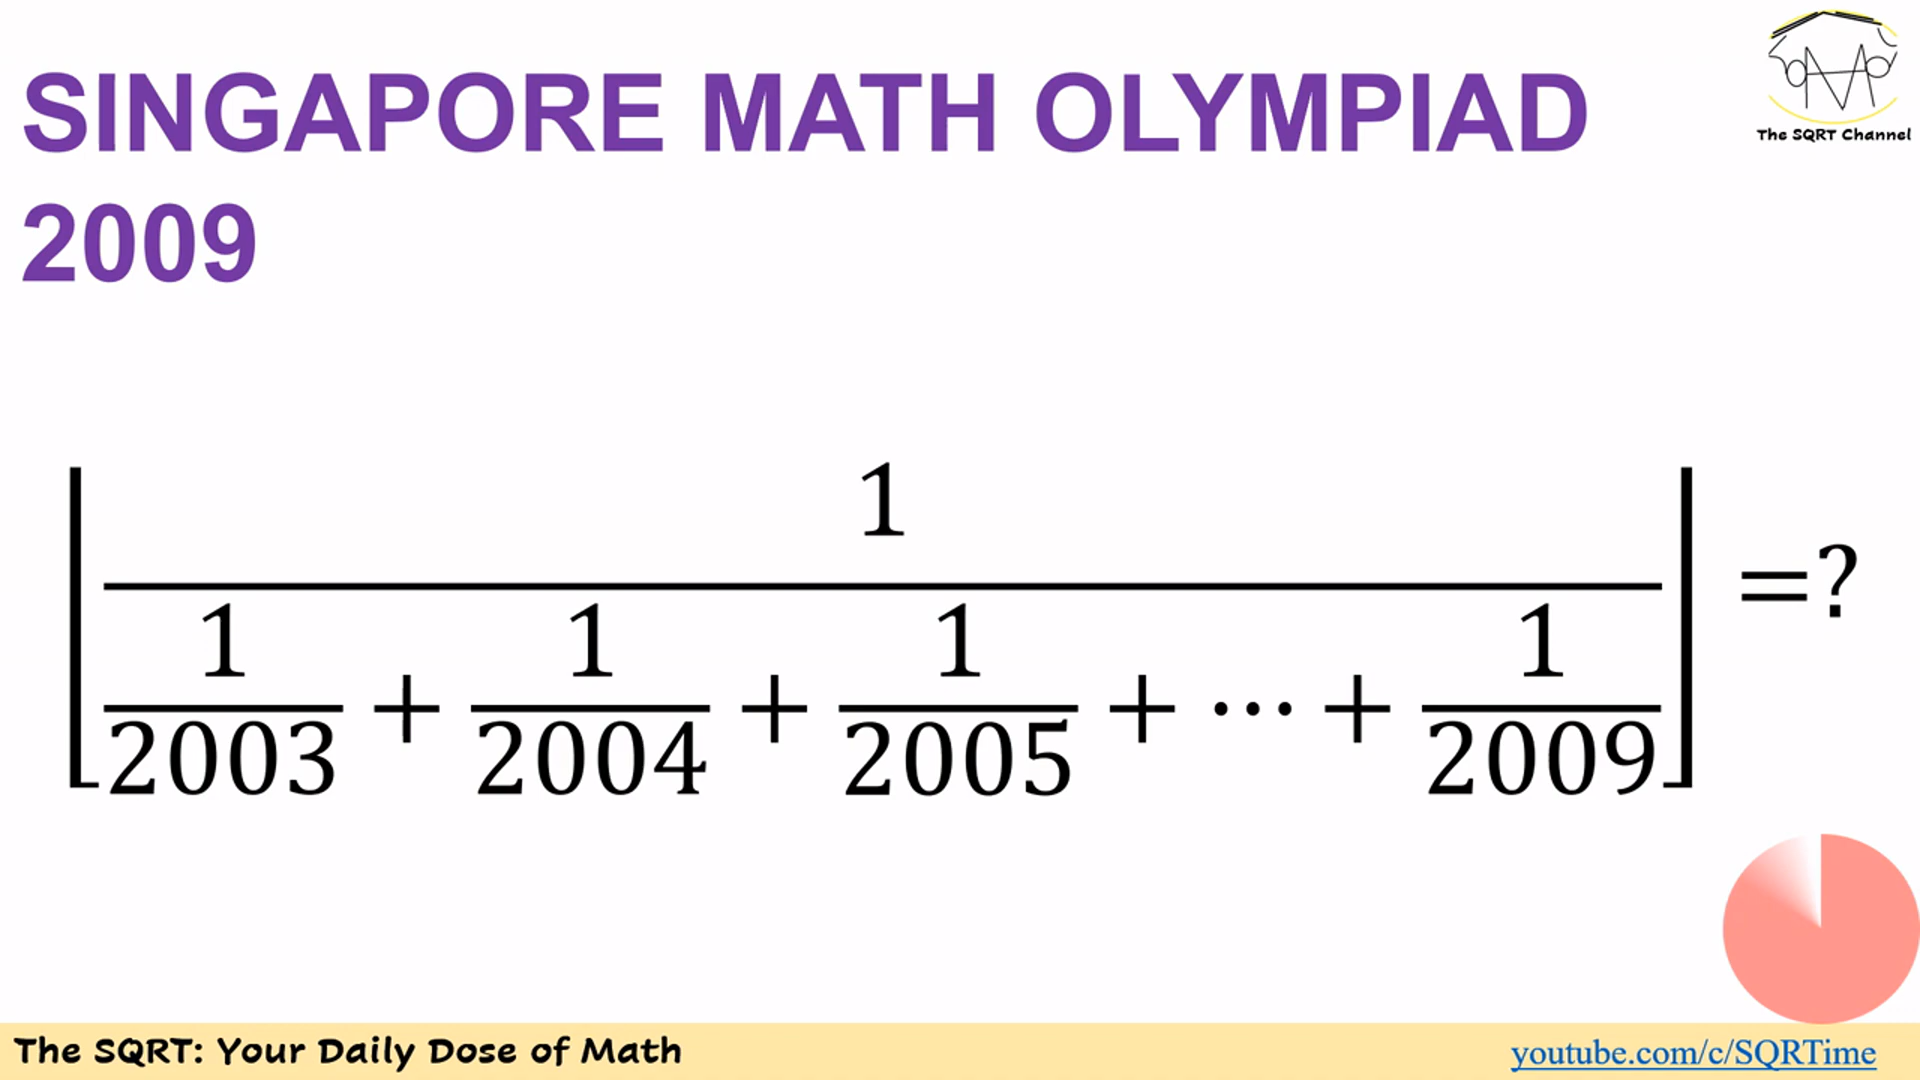 SINGAPORE MATH OLYMPIAD
2009
The SQRT Channel
⌊ 1 / (1/2003 + 1/2004 + 1/2005 + ⋯ + 1/2009) ⌋ =?
The SQRT: Your Daily Dose of Math
youtube.com/c/SQRTime